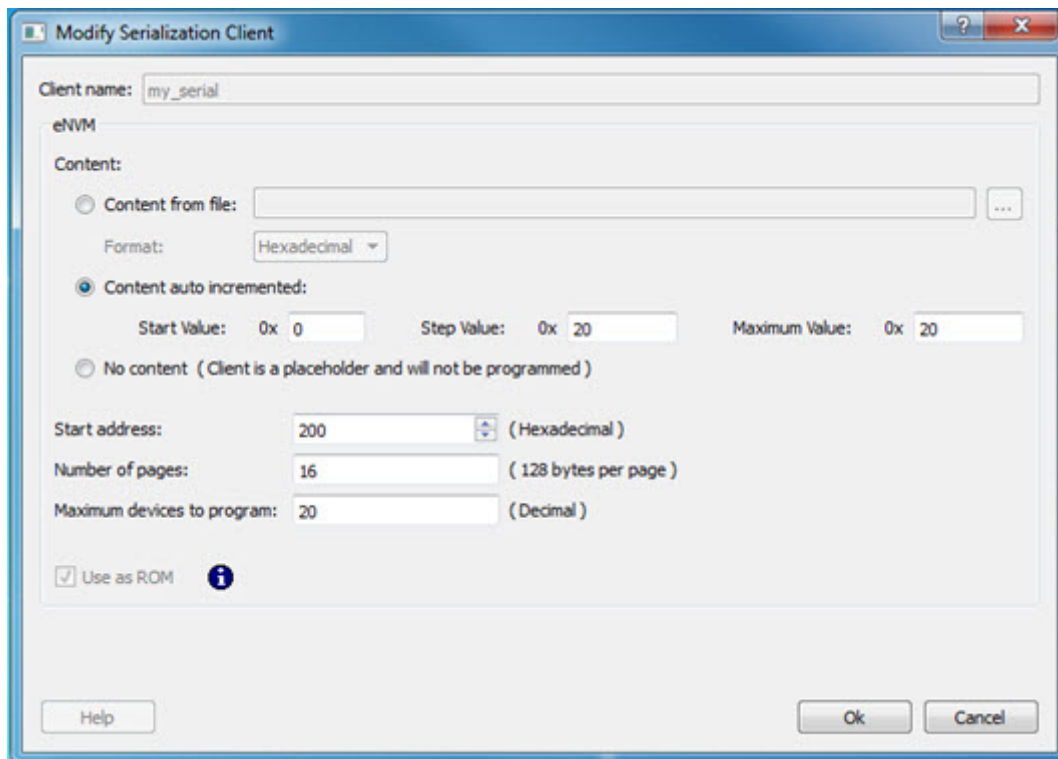 Modify Serialization Client
Client name: my_serial
eNVM
Content:
Content from file: ...
Format: Hexadecimal
Content auto incremented:
Start Value: 0x 0 Step Value: 0x 20 Maximum Value: 0x 20
No content ( Client is a placeholder and will not be programmed )
Start address: 200 ( Hexadecimal )
Number of pages: 16 ( 128 bytes per page )
Maximum devices to program: 20 ( Decimal )
Use as ROM
Help Ok Cancel